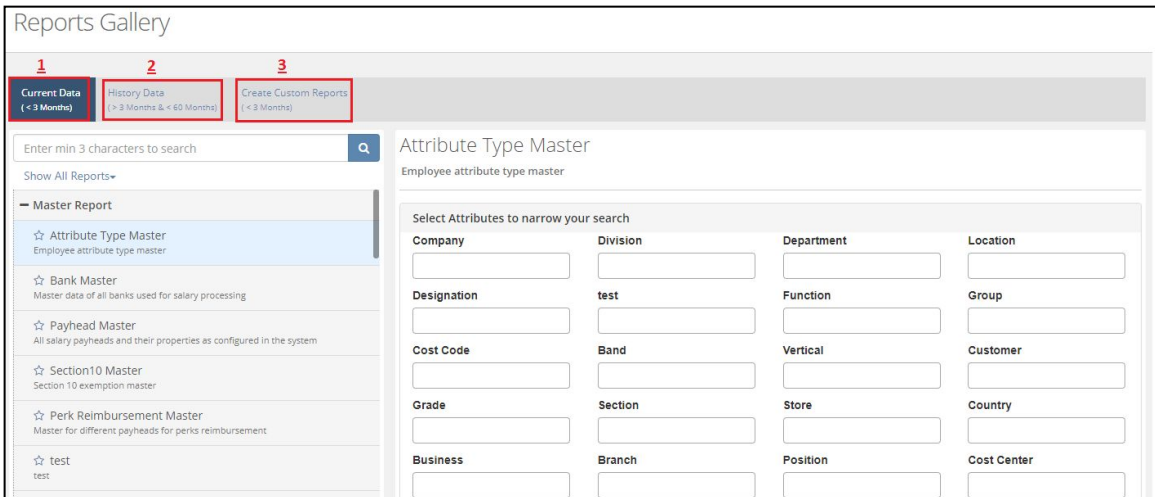 Reports Gallery
1 2 3
Current Data
( < 3 Months)
History Data
( > 3 Months & < 60 Months)
Create Custom Reports
( < 3 Months)
Enter min 3 characters to search
Show All Reports
Master Report
Attribute Type Master
Employee attribute type master
Bank Master
Master data of all banks used for salary processing
Payhead Master
All salary payheads and their properties as configured in the system
Section10 Master
Section 10 exemption master
Perk Reimbursement Master
Master for different payheads for perks reimbursement
test
test
Attribute Type Master
Employee attribute type master
Select Attributes to narrow your search
Company Division Department Location
Designation test Function Group
Cost Code Band Vertical Customer
Grade Section Store Country
Business Branch Position Cost Center